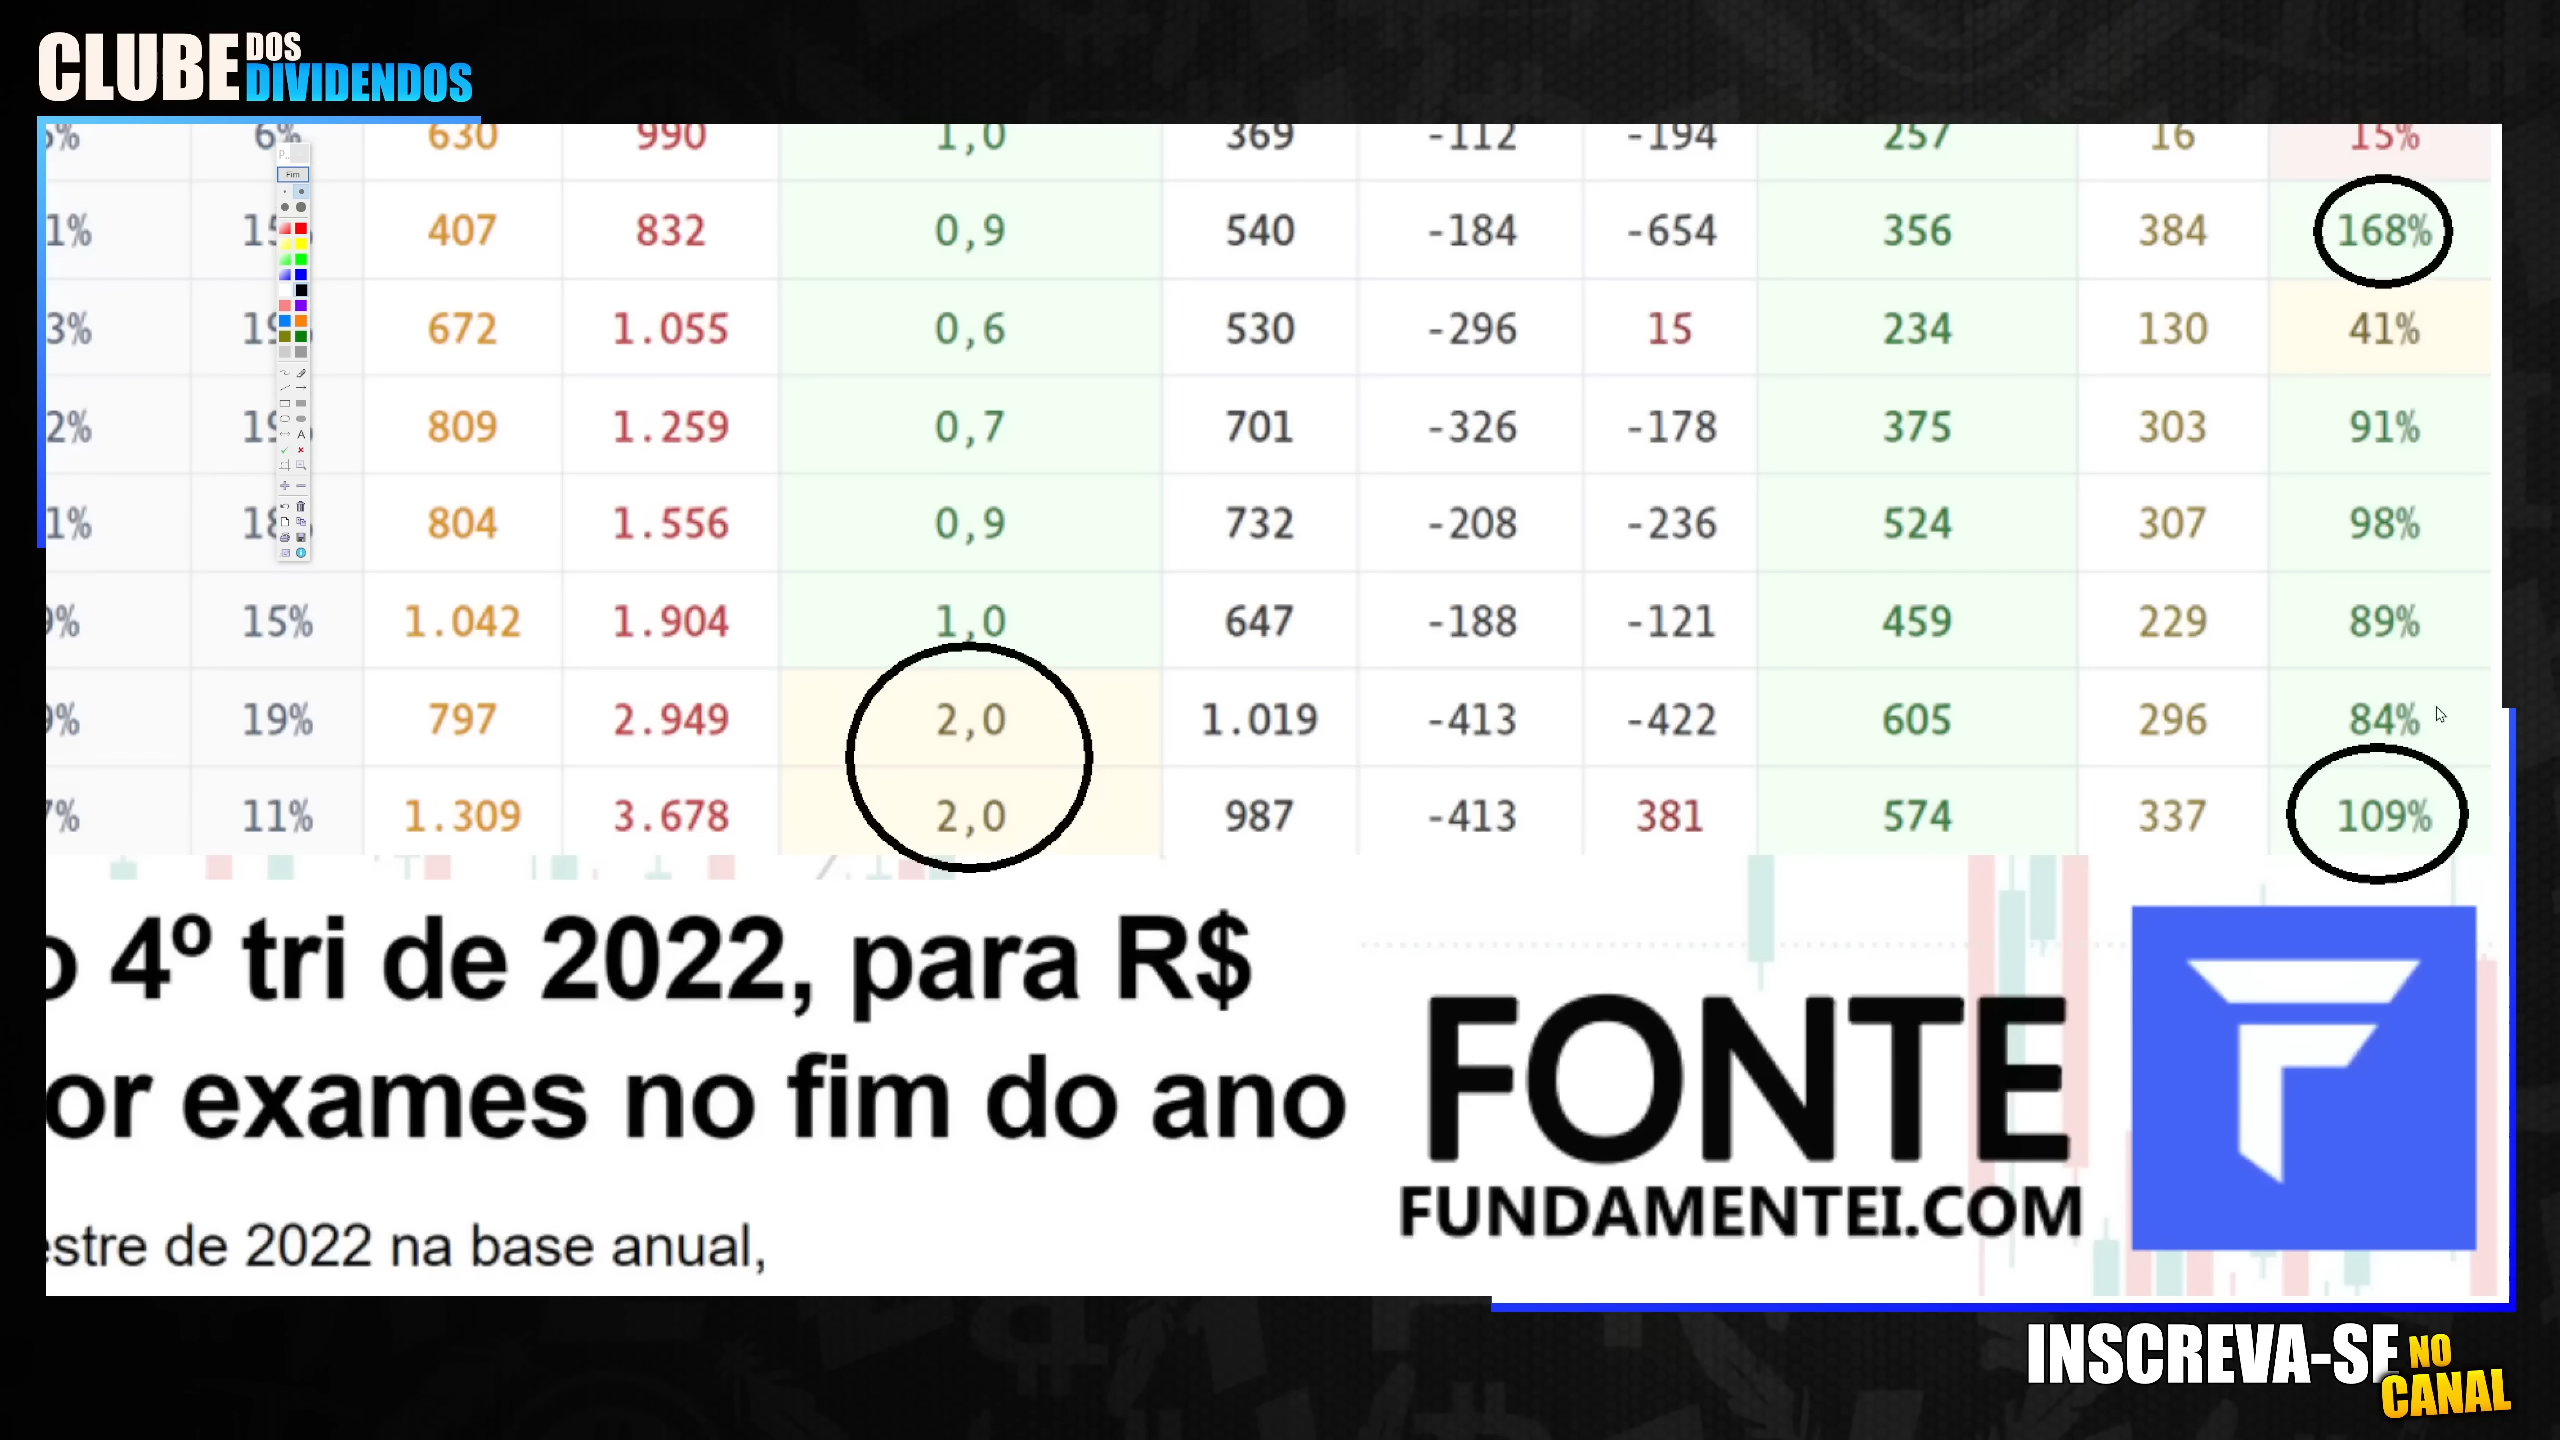 CLUBE DOS DIVIDENDOS
6% 630 990 1,0 369 -112 -194 257 16 15%
1% 407 832 0,9 540 -184 -654 356 384 168%
3% 672 1.055 0,6 530 -296 15 234 130 41%
2% 809 1.259 0,7 701 -326 -178 375 303 91%
1% 804 1.556 0,9 732 -208 -236 524 307 98%
% 15% 1.042 1.904 1,0 647 -188 -121 459 229 89%
% 19% 797 2.949 2,0 1.019 -413 -422 605 296 84%
% 11% 1.309 3.678 2,0 987 -413 381 574 337 109%
Fim
o 4º tri de 2022, para R$
or exames no fim do ano
estre de 2022 na base anual,
FONTE
FUNDAMENTEI.COM
INSCREVA-SE NO
CANAL